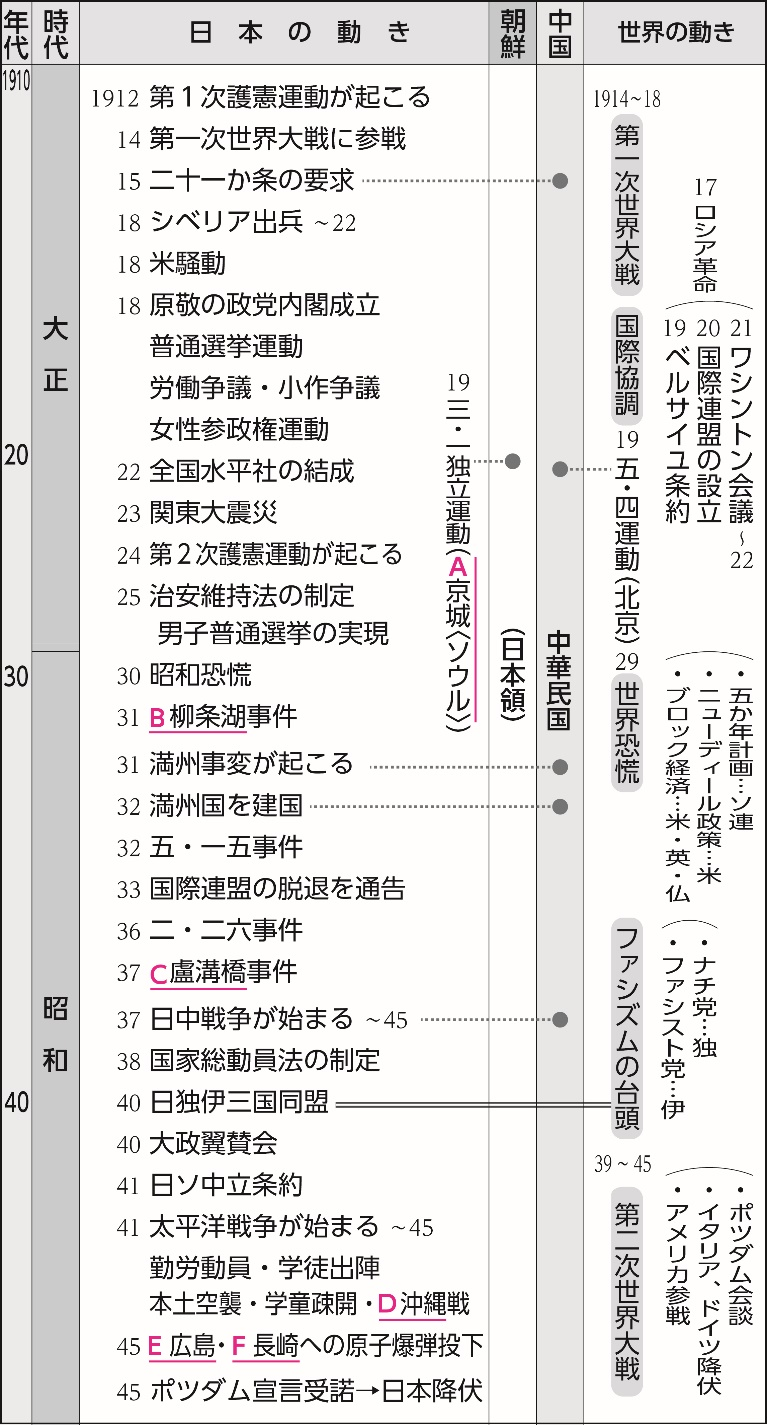 年代 時代 日本の動き 朝鮮 中国 世界の動き
1910
20
30
40
大正
昭和
1912 第1次護憲運動が起こる
14 第一次世界大戦に参戦
15 二十一か条の要求
18 シベリア出兵 ~22
18 米騒動
18 原敬の政党内閣成立
普通選挙運動
労働争議・小作争議
女性参政権運動
22 全国水平社の結成
23 関東大震災
24 第2次護憲運動が起こる
25 治安維持法の制定
男子普通選挙の実現
30 昭和恐慌
31 B柳条湖事件
31 満州事変が起こる
32 満州国を建国
32 五・一五事件
33 国際連盟の脱退を通告
36 二・二六事件
37 C盧溝橋事件
37 日中戦争が始まる ~45
38 国家総動員法の制定
40 日独伊三国同盟
40 大政翼賛会
41 日ソ中立条約
41 太平洋戦争が始まる ~45
勤労動員・学徒出陣
本土空襲・学童疎開・D沖縄戦
45 E広島・F長崎への原子爆弾投下
45 ポツダム宣言受諾→日本降伏
19 三・一独立運動(A京城〈ソウル〉)
(日本領)
中華民国
1914~18
第一次世界大戦
17 ロシア革命
国際協調
21 ワシントン会議~22
20 国際連盟の設立
19 ベルサイユ条約
19 五・四運動(北京)
29
世界恐慌
・五か年計画…ソ連
・ニューディール政策…米
・ブロック経済…米・英・仏
ファシズムの台頭
・ナチ党…独
・ファシスト党…伊
39~45
第二次世界大戦
・ポツダム会談
・イタリア、ドイツ降伏
・アメリカ参戦